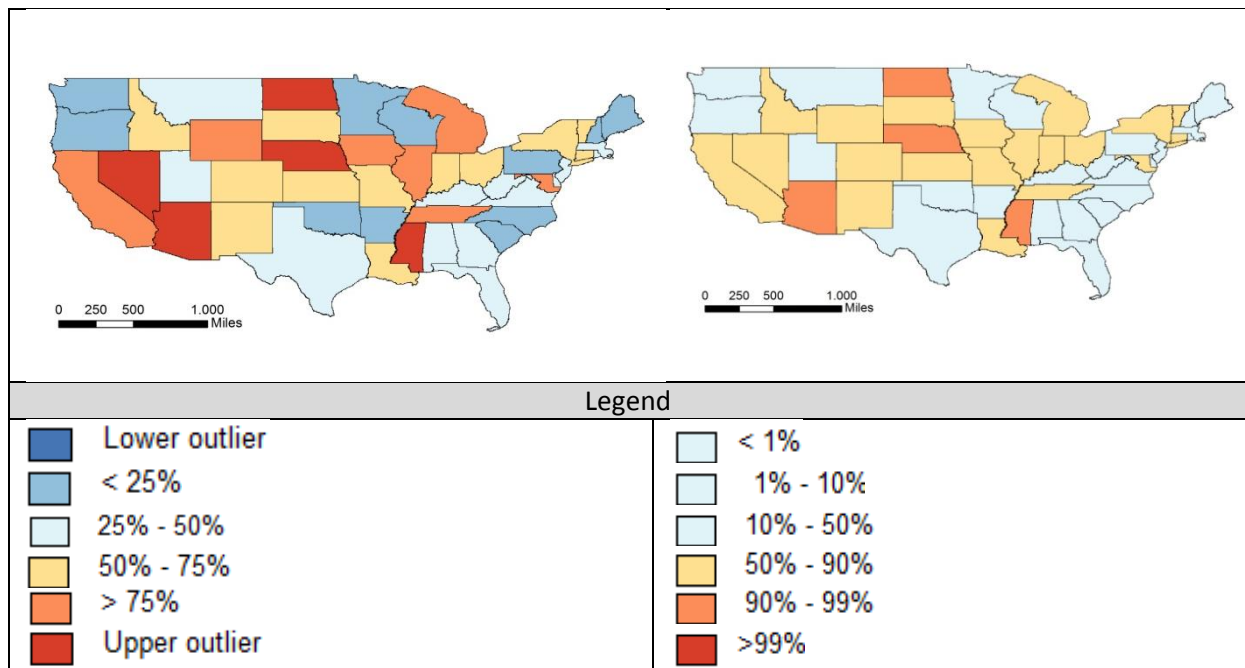 0 250 500 1.000
Miles
0 250 500 1.000
Miles
Legend
Lower outlier
< 25%
25% - 50%
50% - 75%
> 75%
Upper outlier
< 1%
1% - 10%
10% - 50%
50% - 90%
90% - 99%
>99%